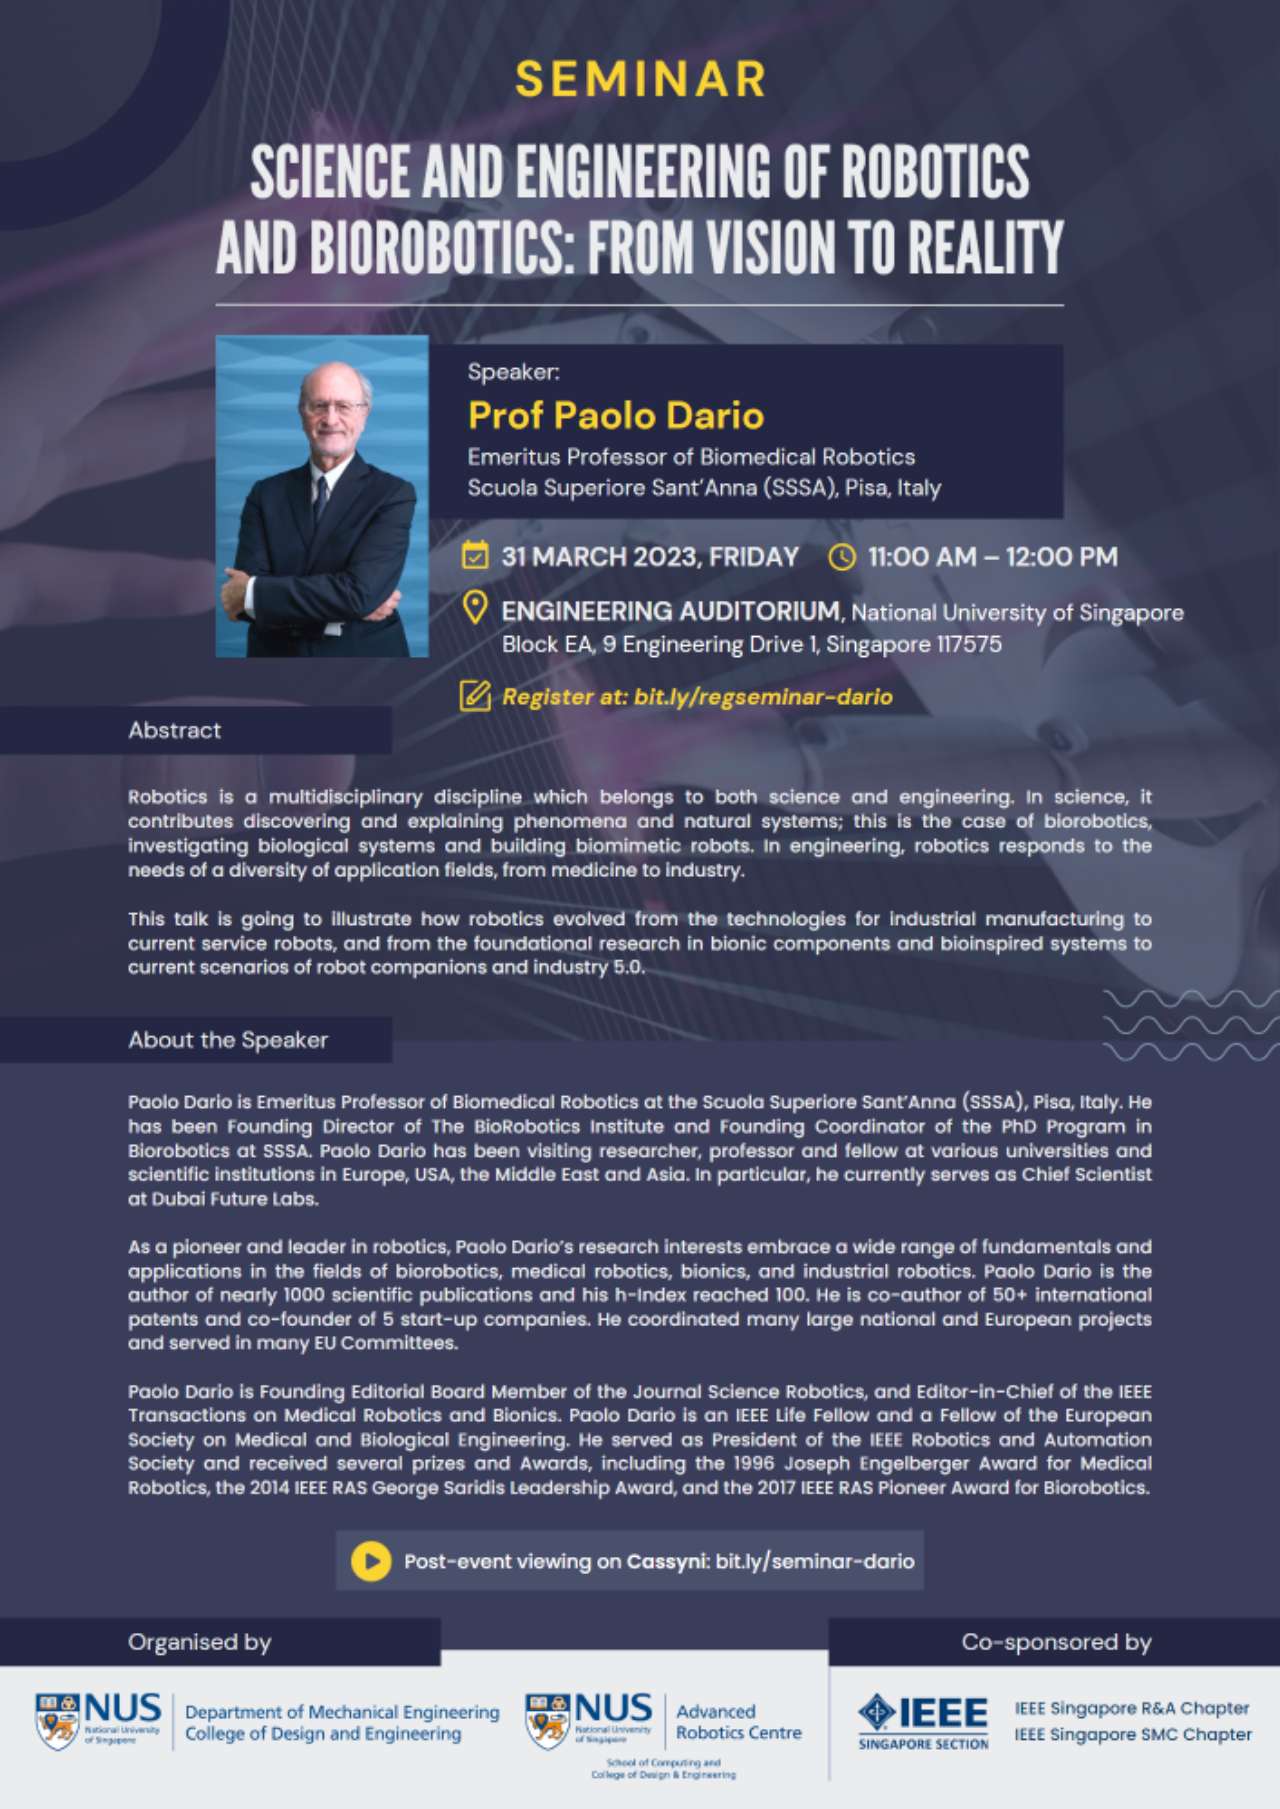 SEMINAR
SCIENCE AND ENGINEERING OF ROBOTICS
AND BIOROBOTICS: FROM VISION TO REALITY
Speaker:
Prof Paolo Dario
Emeritus Professor of Biomedical Robotics
Scuola Superiore Sant'Anna (SSSA), Pisa, Italy
31 MARCH 2023, FRIDAY 11:00 AM – 12:00 PM
ENGINEERING AUDITORIUM, National University of Singapore
Block EA, 9 Engineering Drive 1, Singapore 117575
Register at: bit.ly/regseminar-dario
Abstract
Robotics is a multidisciplinary discipline which belongs to both science and engineering. In science, it
contributes discovering and explaining phenomena and natural systems; this is the case of biorobotics,
investigating biological systems and building biomimetic robots. In engineering, robotics responds to the
needs of a diversity of application fields, from medicine to industry.
This talk is going to illustrate how robotics evolved from the technologies for industrial manufacturing to
current service robots, and from the foundational research in bionic components and bioinspired systems to
current scenarios of robot companions and industry 5.0.
About the Speaker
Paolo Dario is Emeritus Professor of Biomedical Robotics at the Scuola Superiore Sant'Anna (SSSA), Pisa, Italy. He
has been Founding Director of The BioRobotics Institute and Founding Coordinator of the PhD Program in
Biorobotics at SSSA. Paolo Dario has been visiting researcher, professor and fellow at various universities and
scientific institutions in Europe, USA, the Middle East and Asia. In particular, he currently serves as Chief Scientist
at Dubai Future Labs.
As a pioneer and leader in robotics, Paolo Dario's research interests embrace a wide range of fundamentals and
applications in the fields of biorobotics, medical robotics, bionics, and industrial robotics. Paolo Dario is the
author of nearly 1000 scientific publications and his h-Index reached 100. He is co-author of 50+ international
patents and co-founder of 5 start-up companies. He coordinated many large national and European projects
and served in many EU Committees.
Paolo Dario is Founding Editorial Board Member of the Journal Science Robotics, and Editor-in-Chief of the IEEE
Transactions on Medical Robotics and Bionics. Paolo Dario is an IEEE Life Fellow and a Fellow of the European
Society on Medical and Biological Engineering. He served as President of the IEEE Robotics and Automation
Society and received several prizes and Awards, including the 1996 Joseph Engelberger Award for Medical
Robotics, the 2014 IEEE RAS George Saridis Leadership Award, and the 2017 IEEE RAS Pioneer Award for Biorobotics.
Post-event viewing on Cassyni: bit.ly/seminar-dario
Organised by
Co-sponsored by
NUS
National University
of Singapore
Department of Mechanical Engineering
College of Design and Engineering
NUS
National University
of Singapore
Advanced
Robotics Centre
School of Computing and
College of Design & Engineering
IEEE
SINGAPORE SECTION
IEEE Singapore R&A Chapter
IEEE Singapore SMC Chapter